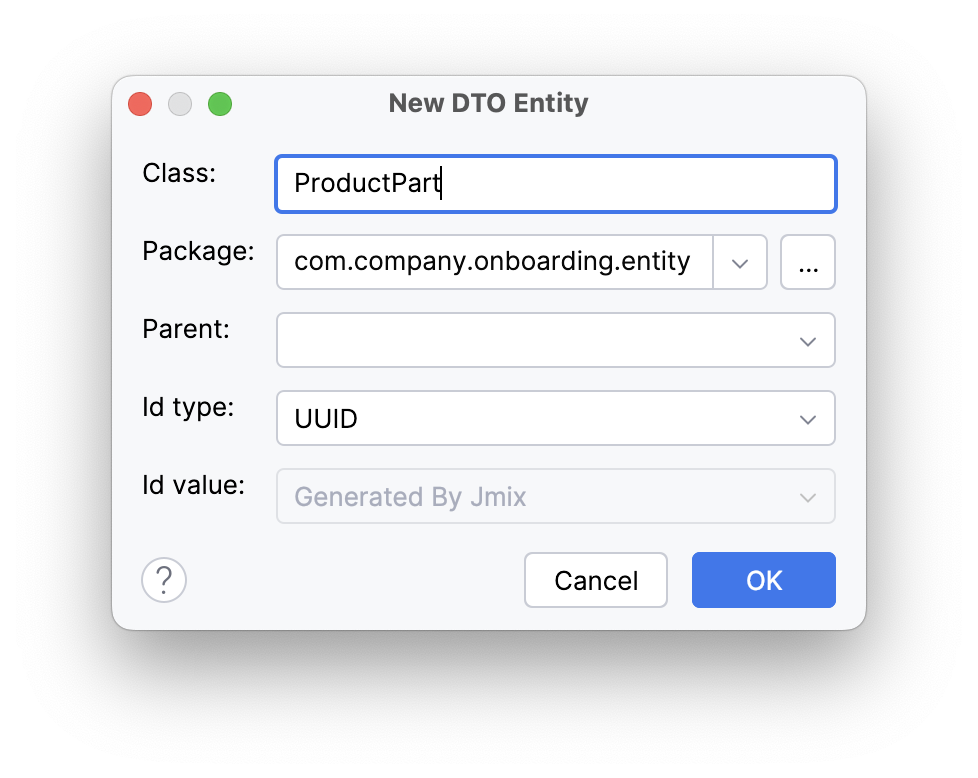 New DTO Entity
Class: ProductPart
Package: com.company.onboarding.entity ...
Parent:
Id type: UUID
Id value: Generated By Jmix
? Cancel OK